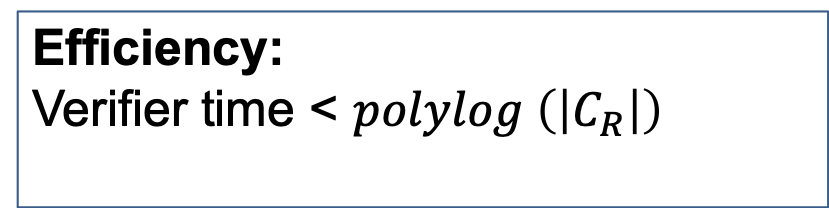 Efficiency:
Verifier time < polylog (|C_R|)